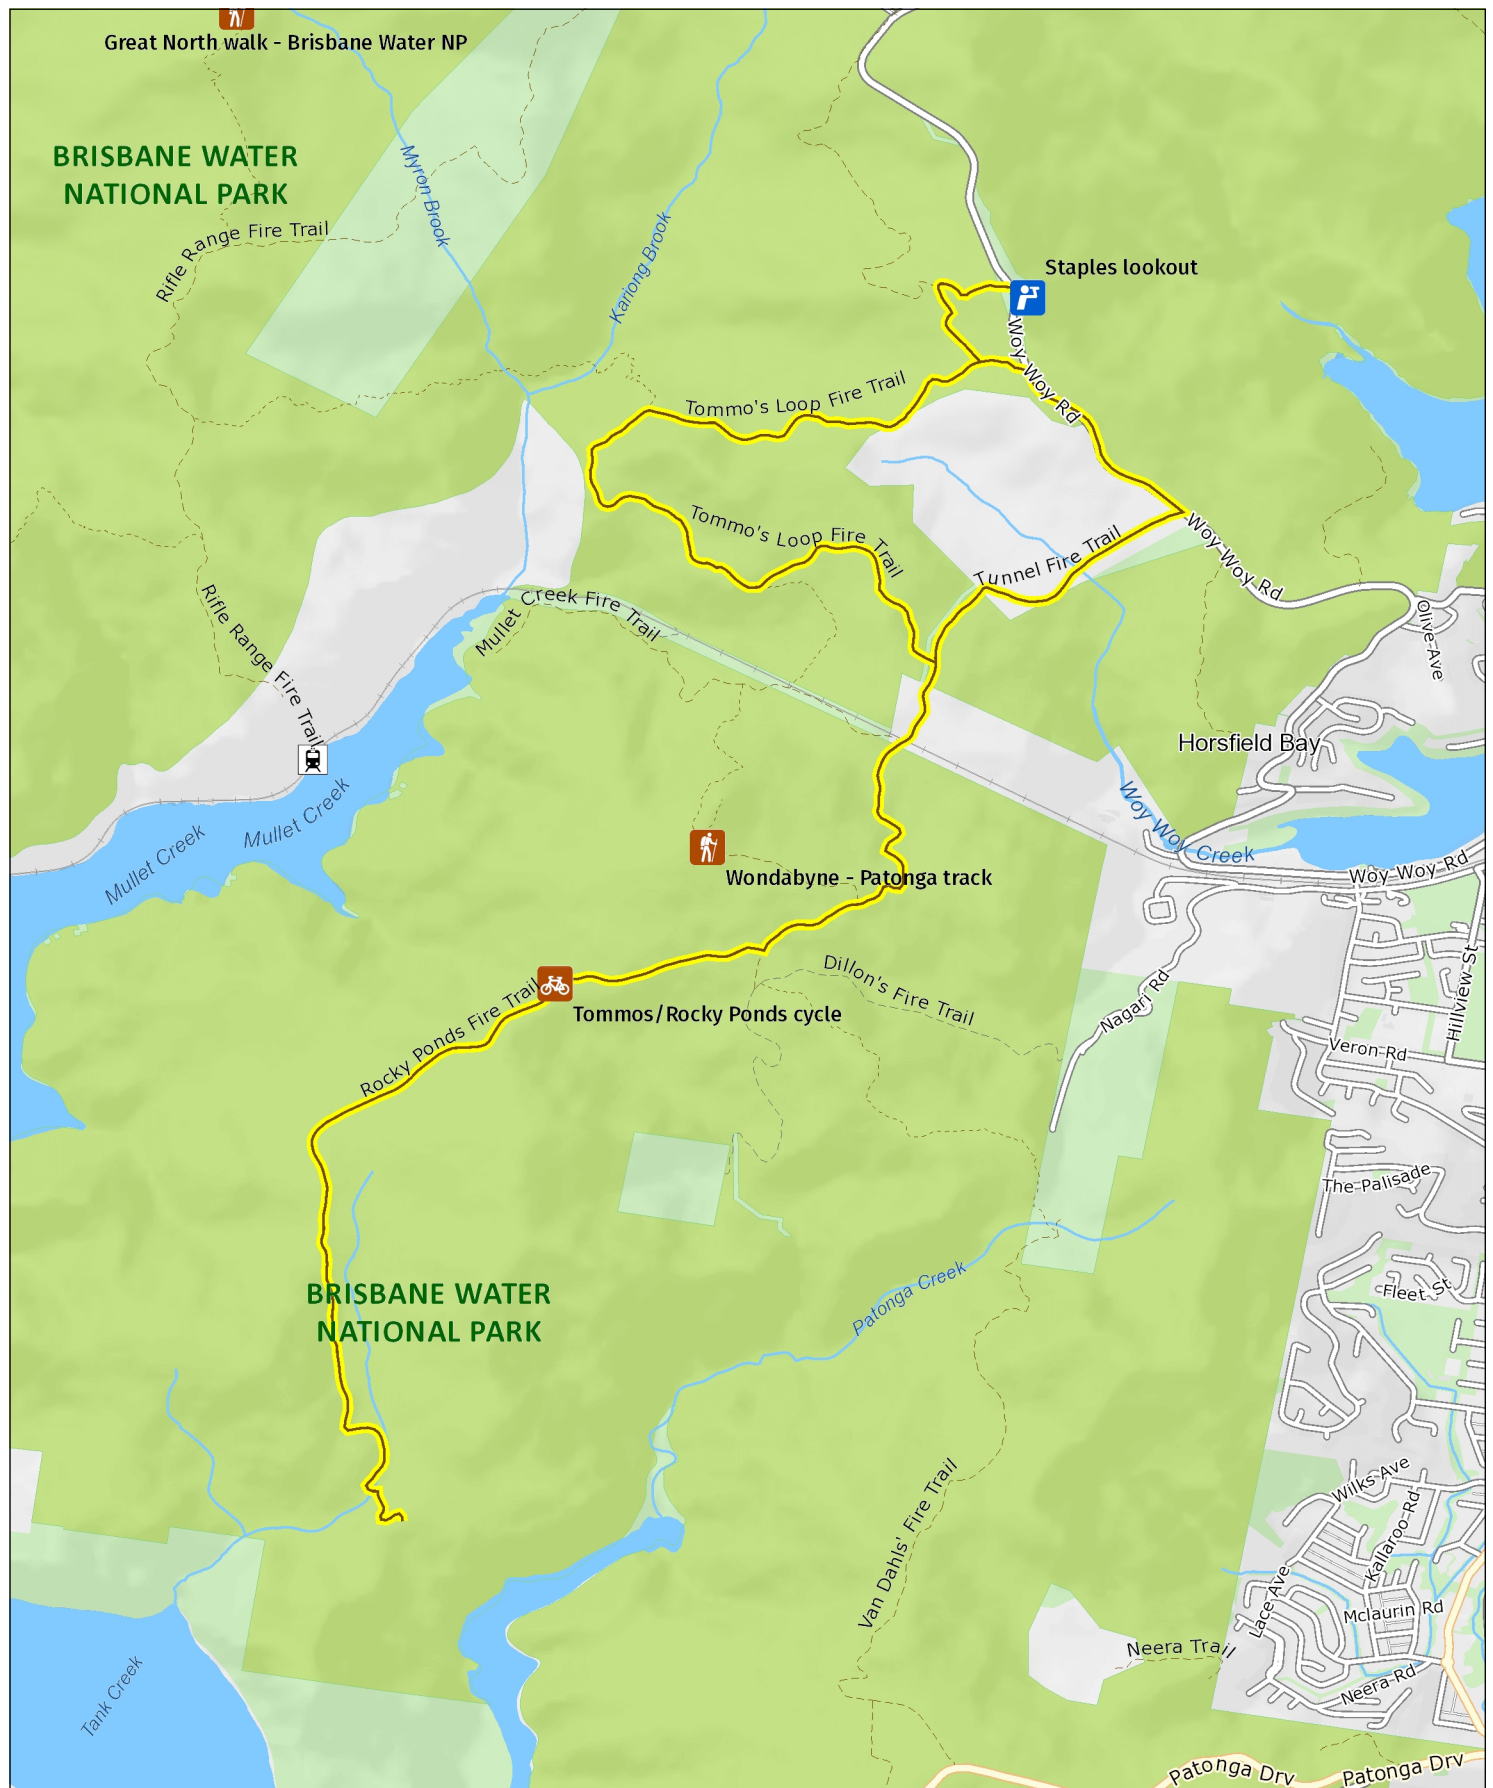 Great North walk - Brisbane Water NP
BRISBANE WATER
NATIONAL PARK
Myron Brook
Rifle Range Fire Trail
Kariong Brook
Staples lookout
Woy Woy Rd
Tommo's Loop Fire Trail
Tommo's Loop Fire Trail
Tunnel Fire Trail
Woy Woy Rd
Mullet Creek Fire Trail
Rifle Range Fire Trail
Olive Ave
Horsfield Bay
Mullet Creek
Mullet Creek
Woy Woy Creek
Woy Woy Rd
Wondabyne - Patonga track
Dillon's Fire Trail
Rocky Ponds Fire Trail
Tommos/Rocky Ponds cycle
Nagari Rd
Hillview St
Veron Rd
The Palisade
BRISBANE WATER
NATIONAL PARK
Patonga Creek
Fleet St
Wilks Ave
Kallaroo Rd
Van Dahls' Fire Trail
Lace Ave
Mclaurin Rd
Neera Trail
Neera Rd
Tank Creek
Patonga Drv
Patonga Drv